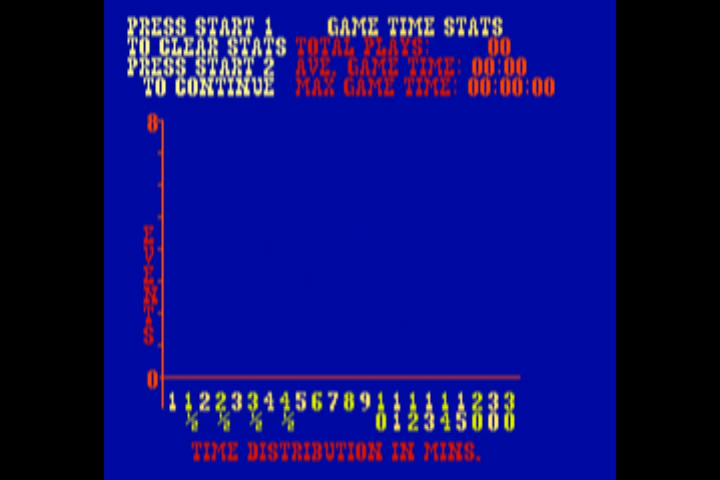 PRESS START 1 GAME TIME STATS
TO CLEAR STATS TOTAL PLAYS: 00
PRESS START 2 AVE. GAME TIME: 00:00
TO CONTINUE MAX GAME TIME: 00:00:00
8
EVENTS
0
1 1½ 2 2½ 3 3½ 4 4½ 5 6 7 8 9 10 11 12 13 14 15 20 30 30
TIME DISTRIBUTION IN MINS.